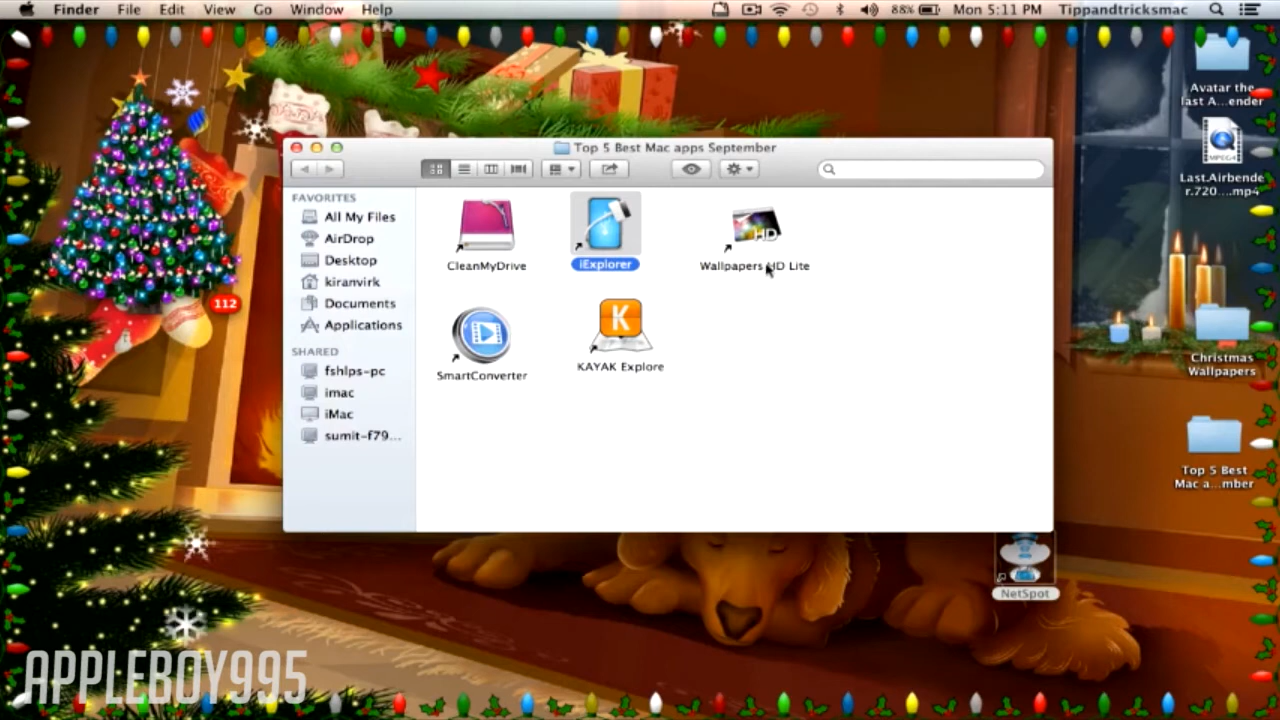 Finder File Edit View Go Window Help 88% Mon 5:11 PM Tippandtricksmac
Avatar the
last A...ender
MPEG4
Last.Airbende
r.720....mp4
Top 5 Best Mac apps September
FAVORITES
All My Files
AirDrop
Desktop
kiranvirk
Documents
Applications
SHARED
fshlps-pc
imac
iMac
sumit-f79...
CleanMyDrive
iExplorer
HD
Wallpapers HD Lite
SmartConverter
K
KAYAK Explore
112
Christmas
Wallpapers
Top 5 Best
Mac a...mber
NetSpot
APPLEBOY995